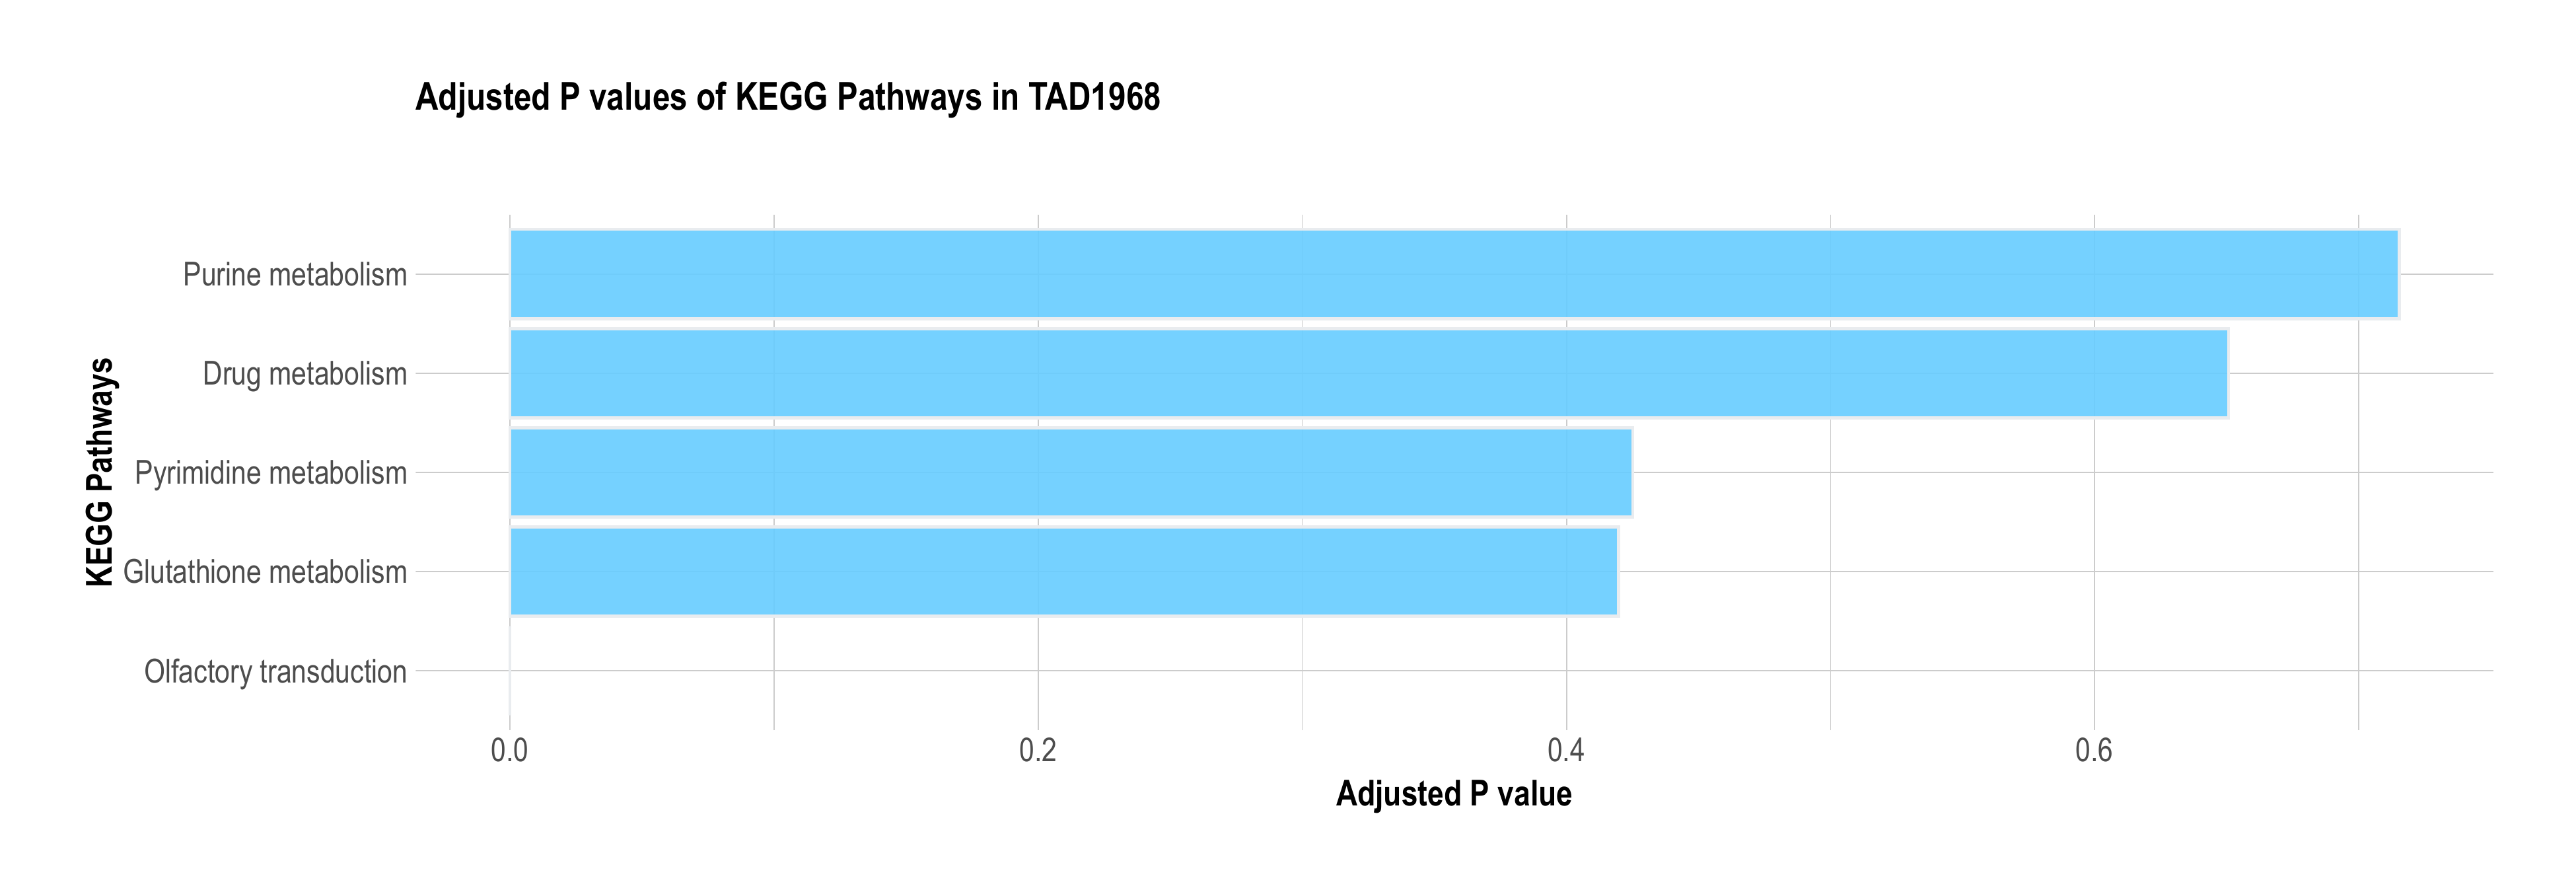 Adjusted P values of KEGG Pathways in TAD1968
KEGG Pathways
Purine metabolism
Drug metabolism
Pyrimidine metabolism
Glutathione metabolism
Olfactory transduction
0.0 0.2 0.4 0.6
Adjusted P value